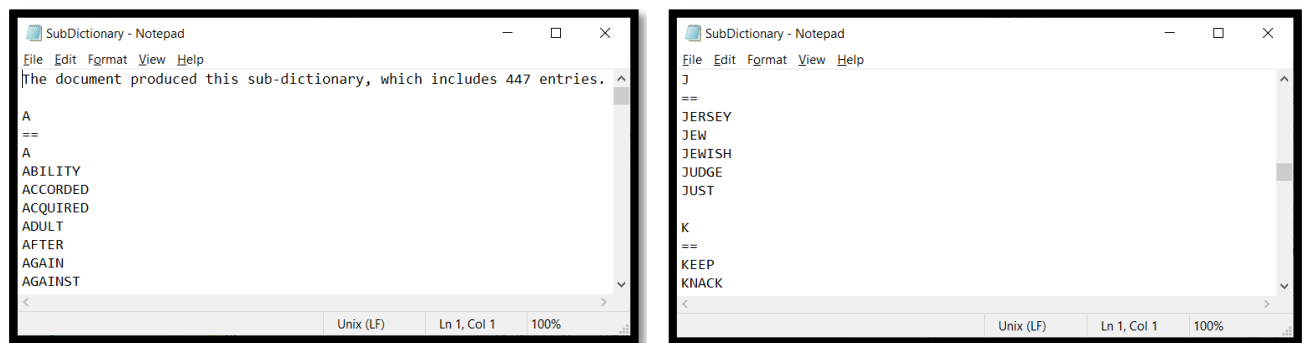 SubDictionary - Notepad
File Edit Format View Help
The document produced this sub-dictionary, which includes 447 entries.

A
==
A
ABILITY
ACCORDED
ACQUIRED
ADULT
AFTER
AGAIN
AGAINST
Unix (LF) Ln 1, Col 1 100%
SubDictionary - Notepad
File Edit Format View Help
J
==
JERSEY
JEW
JEWISH
JUDGE
JUST

K
==
KEEP
KNACK
Unix (LF) Ln 1, Col 1 100%